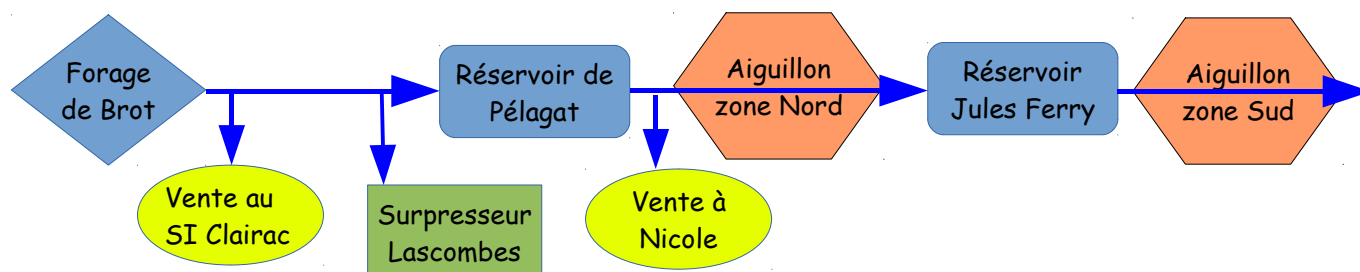 Forage
de Brot
Réservoir de
Pélagat
Aiguillon
zone Nord
Réservoir
Jules Ferry
Aiguillon
zone Sud
Vente au
SI Clairac
Surpresseur
Lascombes
Vente à
Nicole